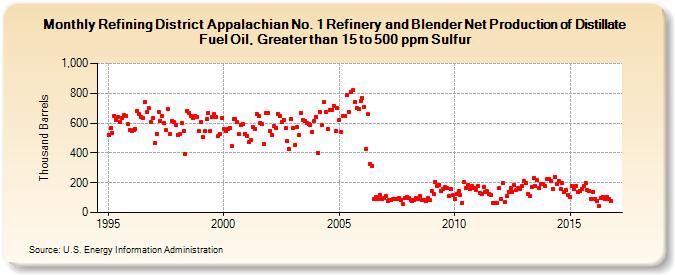 Monthly Refining District Appalachian No. 1 Refinery and Blender Net Production of Distillate
Fuel Oil, Greater than 15 to 500 ppm Sulfur
Thousand Barrels
1,000
800
600
400
200
0
1995
2000
2005
2010
2015
Source: U.S. Energy Information Administration